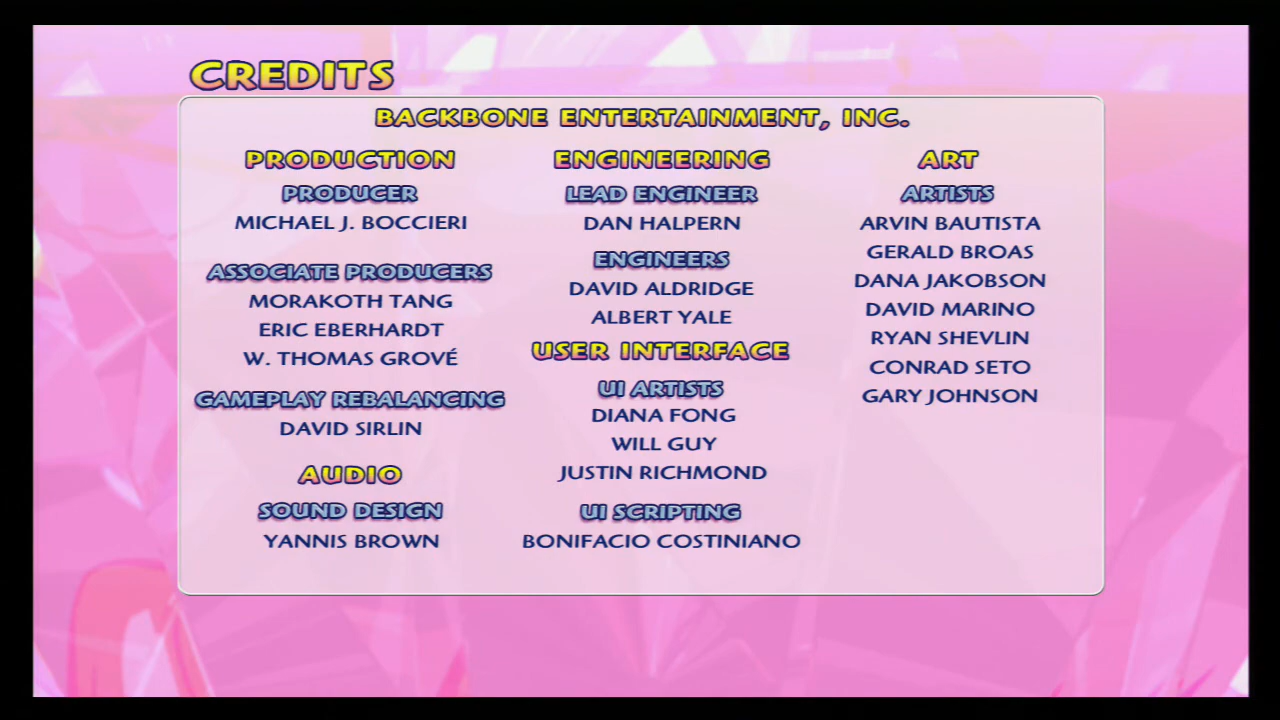 CREDITS
BACKBONE ENTERTAINMENT, INC.
PRODUCTION
PRODUCER
MICHAEL J. BOCCIERI
ASSOCIATE PRODUCERS
MORAKOTH TANG
ERIC EBERHARDT
W. THOMAS GROVÉ
GAMEPLAY REBALANCING
DAVID SIRLIN
AUDIO
SOUND DESIGN
YANNIS BROWN
ENGINEERING
LEAD ENGINEER
DAN HALPERN
ENGINEERS
DAVID ALDRIDGE
ALBERT YALE
USER INTERFACE
UI ARTISTS
DIANA FONG
WILL GUY
JUSTIN RICHMOND
UI SCRIPTING
BONIFACIO COSTINIANO
ART
ARTISTS
ARVIN BAUTISTA
GERALD BROAS
DANA JAKOBSON
DAVID MARINO
RYAN SHEVLIN
CONRAD SETO
GARY JOHNSON